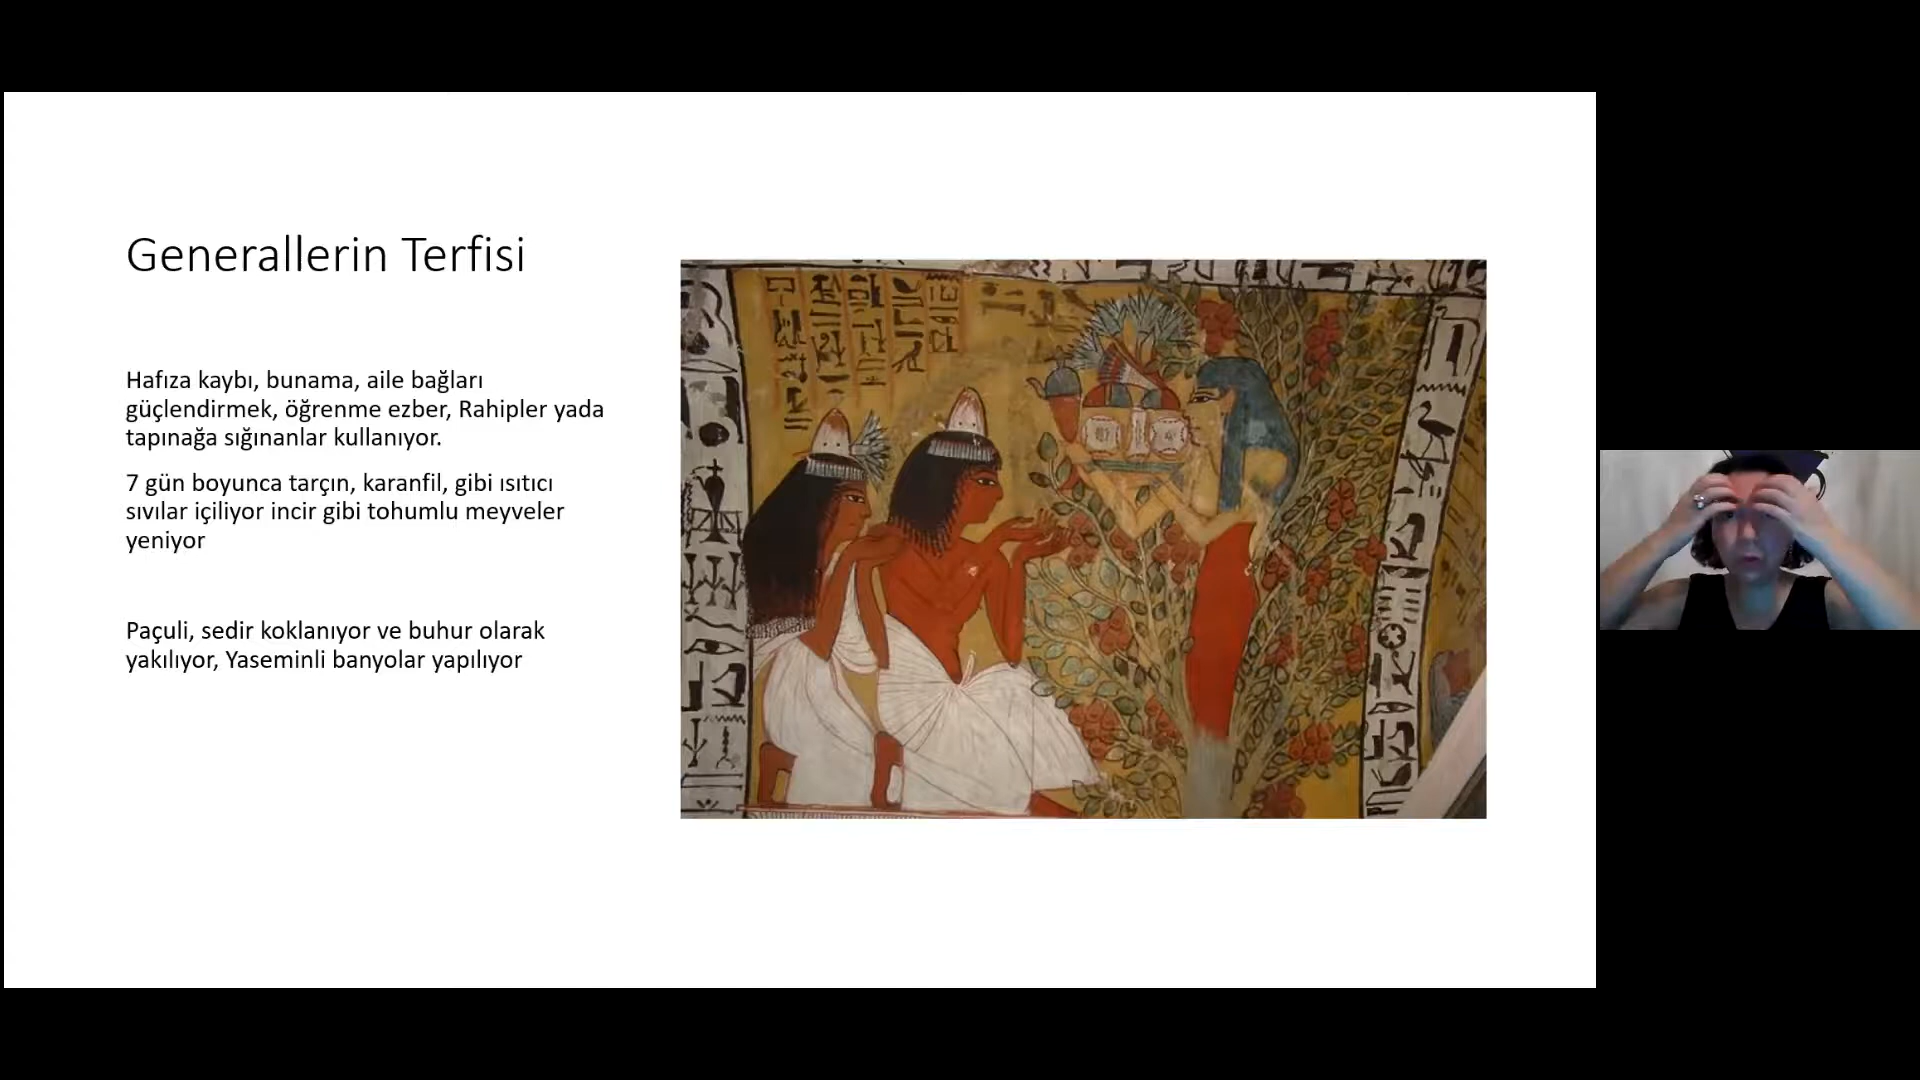 Generallerin Terfisi
Hafıza kaybı, bunama, aile bağları
güçlendirmek, öğrenme ezber, Rahipler yada
tapınağa sığınanlar kullanıyor.
7 gün boyunca tarçın, karanfil, gibi ısıtıcı
sıvılar içiliyor incir gibi tohumlu meyveler
yeniyor
Paçuli, sedir koklanıyor ve buhur olarak
yakılıyor, Yaseminli banyolar yapılıyor